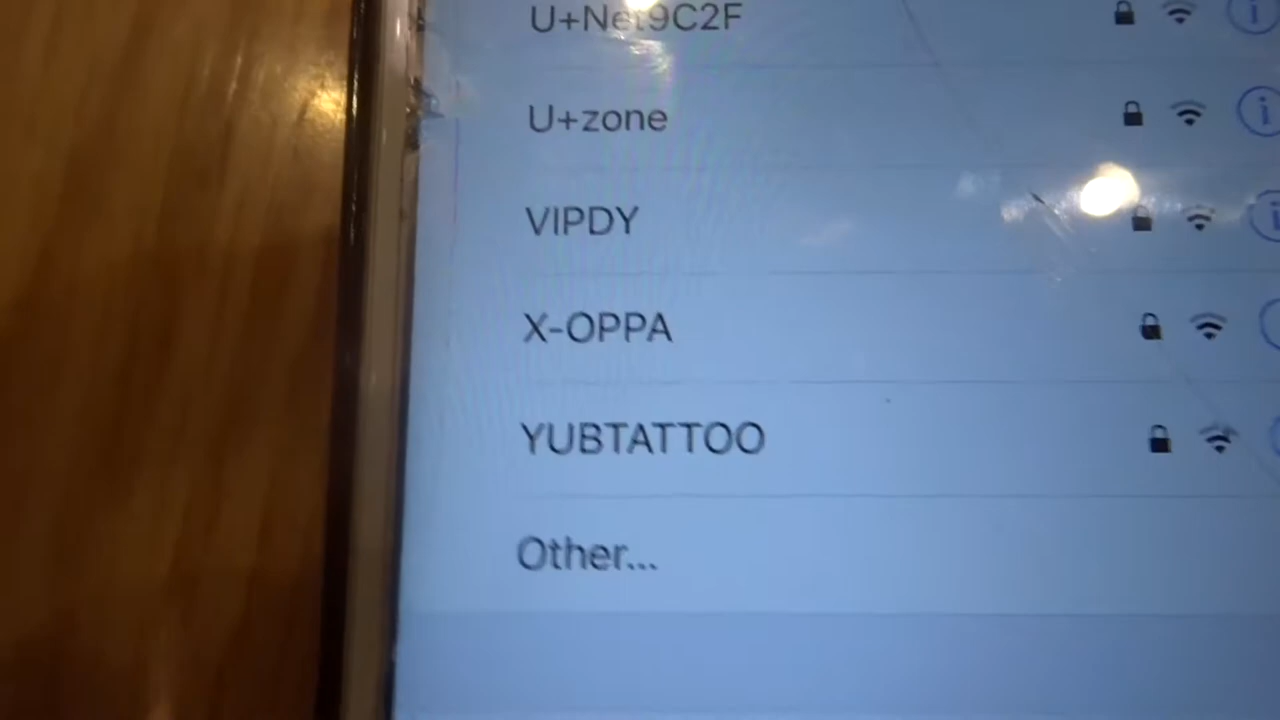 U+Net9C2F
U+zone
VIPDY
X-OPPA
YUBTATTOO
Other...